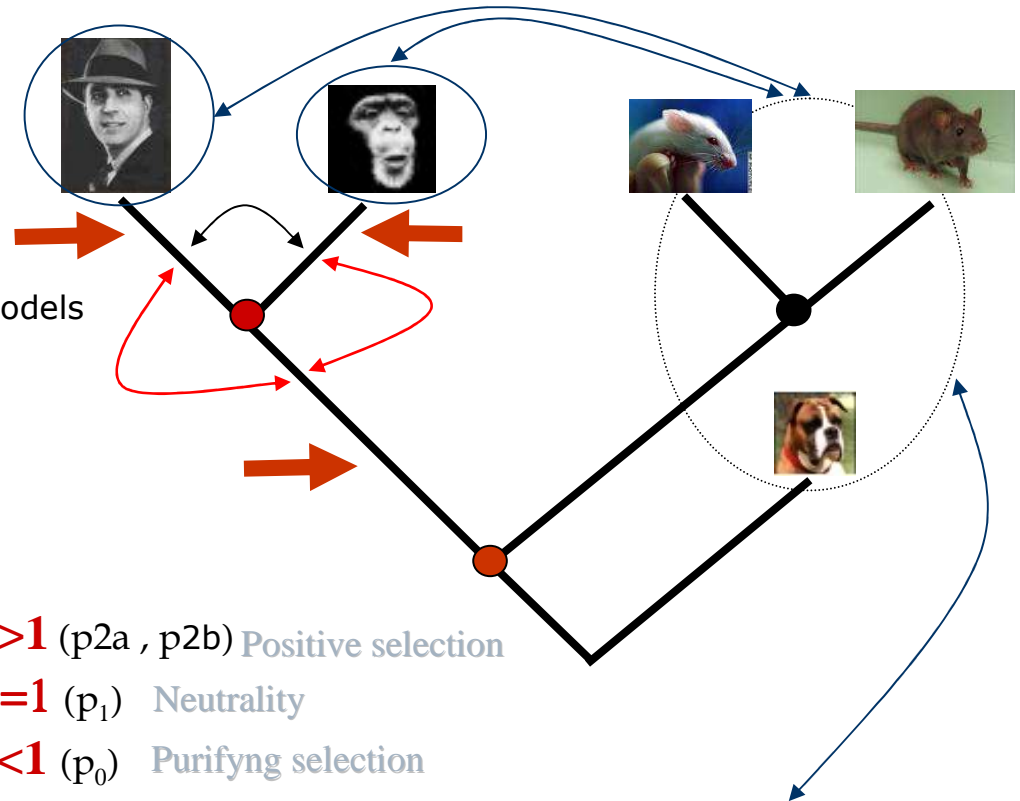 odels
>1 (p2a , p2b) Positive selection
=1 (p₁) Neutrality
<1 (p₀) Purifyng selection